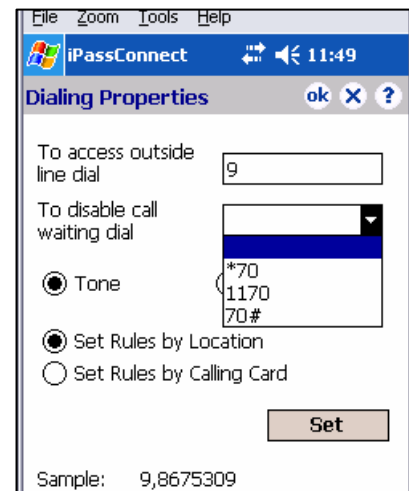 File Zoom Tools Help
iPassConnect 11:49
Dialing Properties ok X ?
To access outside
line dial 9
To disable call
waiting dial
*70
Tone
1170
70#
Set Rules by Location
Set Rules by Calling Card
Set
Sample: 9,8675309